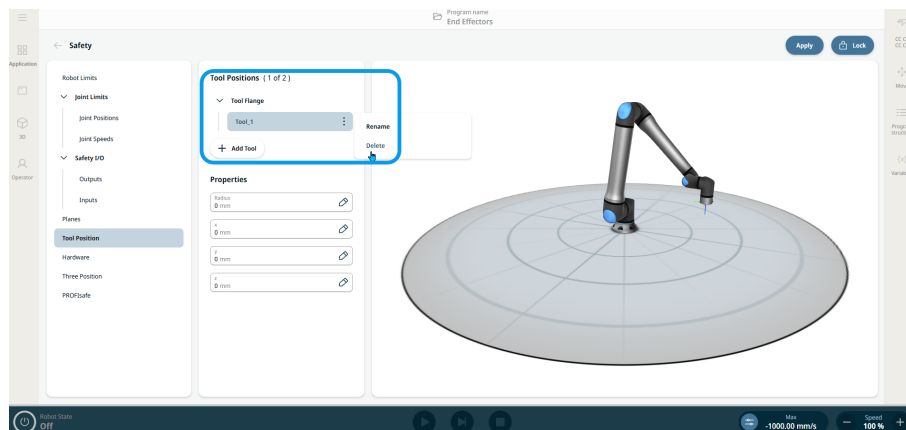 Program name
End Effectors
Application
3D
Operator
Safety
Apply
Lock
Robot Limits
Joint Limits
Joint Positions
Joint Speeds
Safety I/O
Outputs
Inputs
Planes
Tool Position
Hardware
Three Position
PROFIsafe
Tool Positions ( 1 of 2 )
Tool Flange
Tool_1
Add Tool
Rename
Delete
Properties
Radius
0 mm
x
0 mm
y
0 mm
z
0 mm
Robot State
Off
Max
-1000.00 mm/s
Speed
100 %